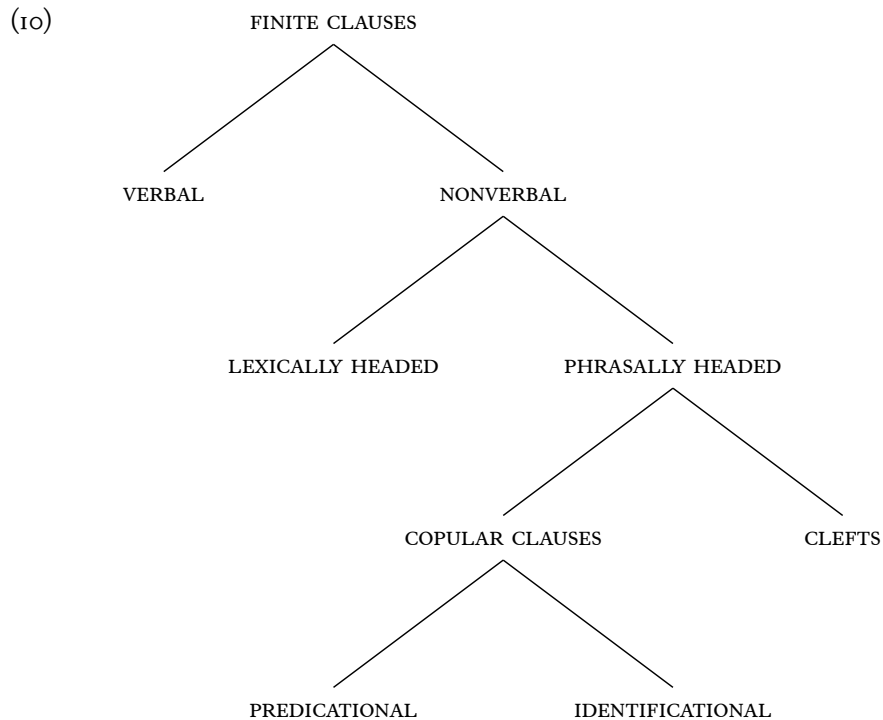 (10) FINITE CLAUSES
VERBAL NONVERBAL
LEXICALLY HEADED PHRASALLY HEADED
COPULAR CLAUSES CLEFTS
PREDICATIONAL IDENTIFICATIONAL